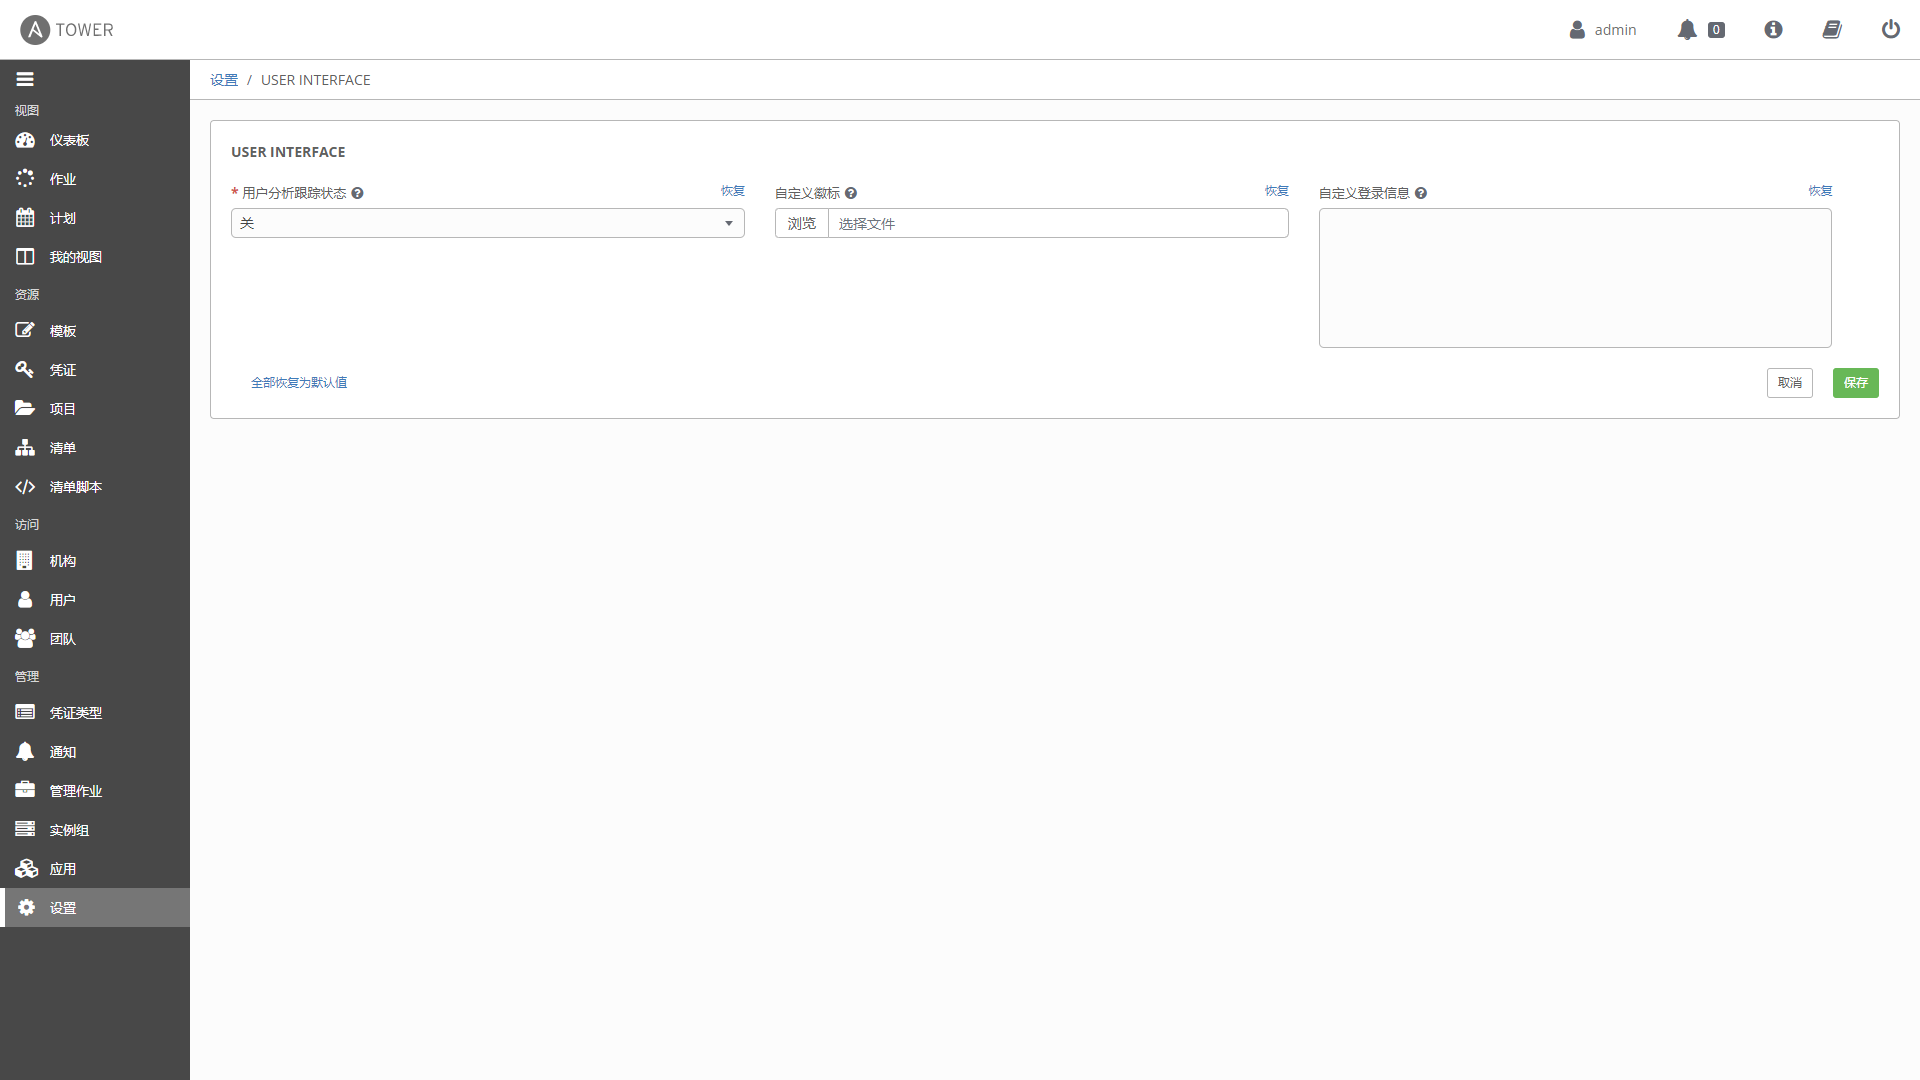 TOWER
admin
0
设置 / USER INTERFACE
视图
仪表板
作业
计划
我的视图
资源
模板
凭证
项目
清单
清单脚本
访问
机构
用户
团队
管理
凭证类型
通知
管理作业
实例组
应用
设置
USER INTERFACE
* 用户分析跟踪状态 恢复
关
自定义徽标 恢复
浏览 选择文件
自定义登录信息 恢复
全部恢复为默认值
取消
保存